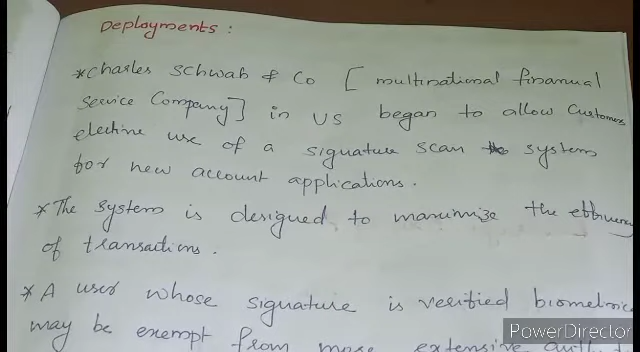 Deployments :
*Charles Schwab & Co [ multinational financial
Service Company] in US began to allow Customers
elective use of a signature scan systems
for new account applications.
* The system is designed to maximize the efficiency
of transactions.
* A user whose signature is verified biometric
may be exempt from more extensive
PowerDirector